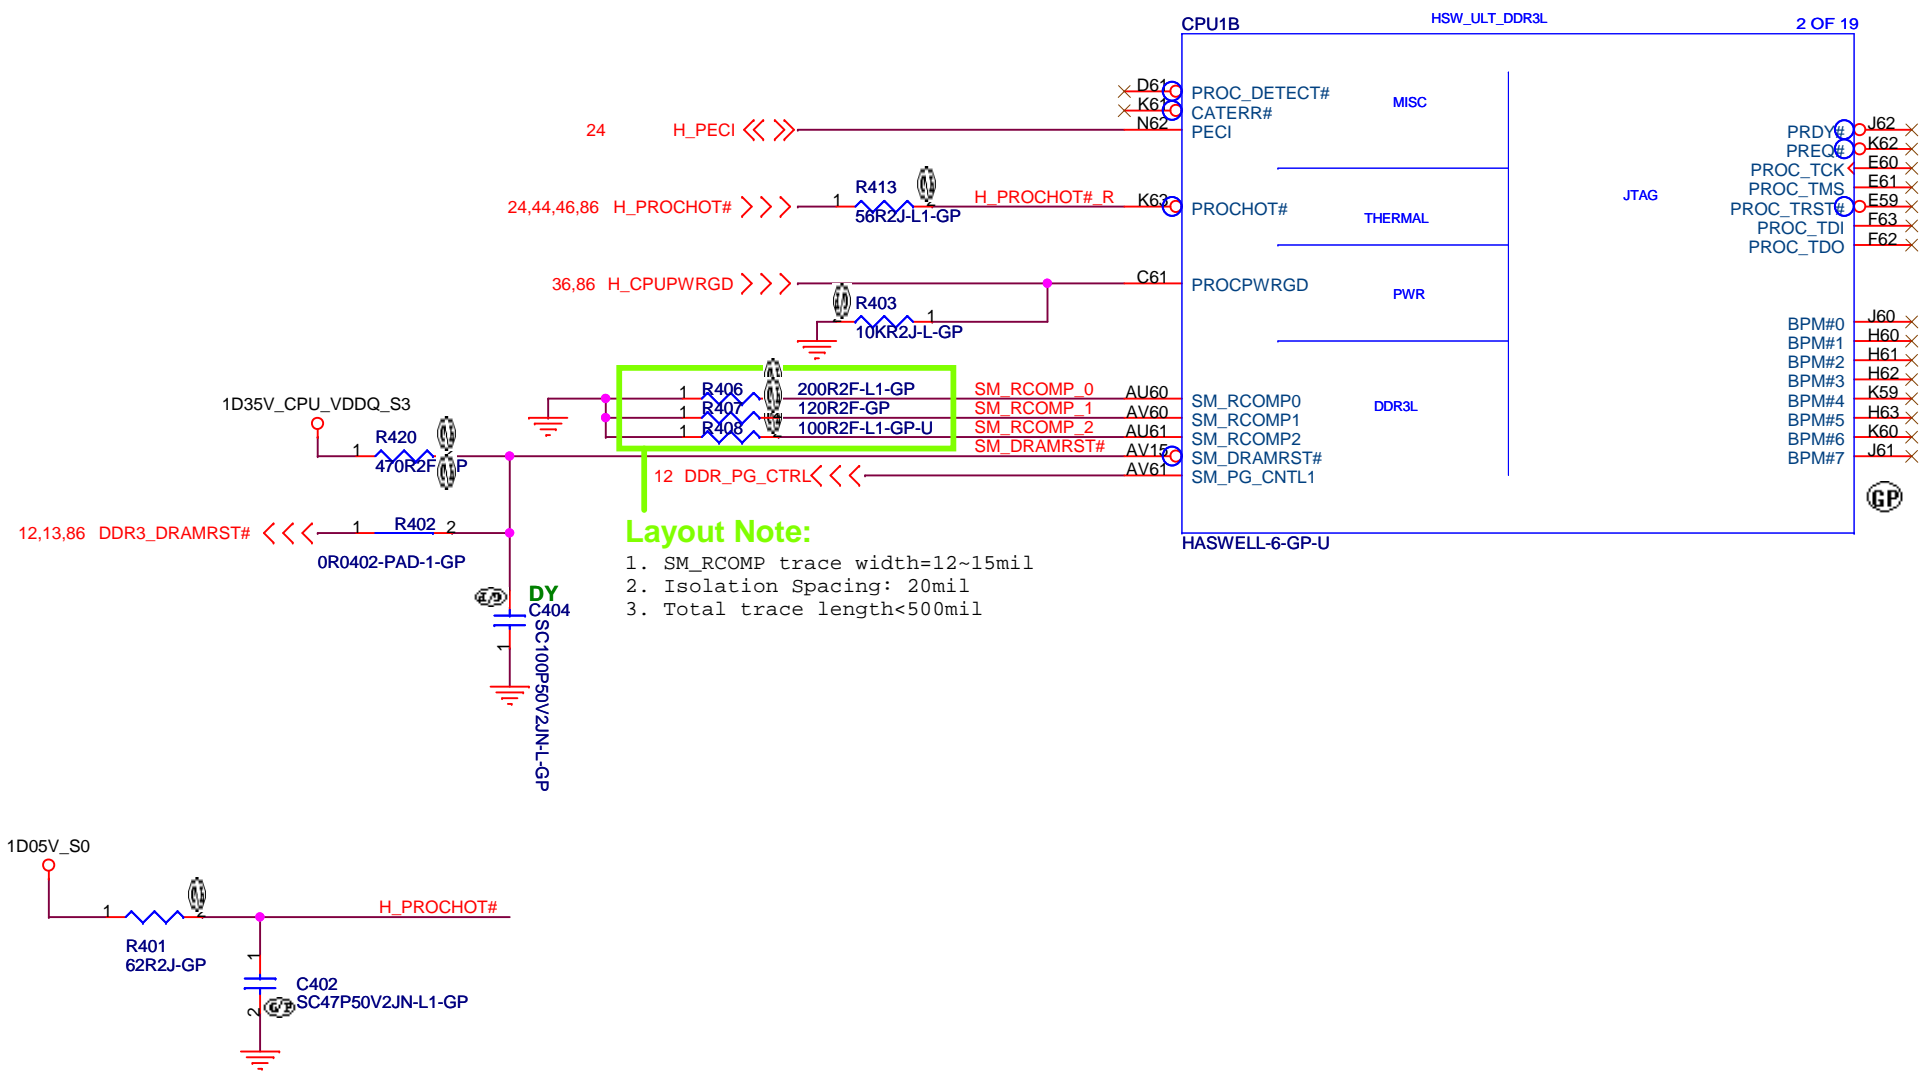 CPU1B
HSW_ULT_DDR3L
2 OF 19
D61
PROC_DETECT#
K61
CATERR#
MISC
24 H_PECI
N62
PECI
PRDY#
J62
PREQ#
K62
PROC_TCK
E60
PROC_TMS
E61
PROC_TRST#
E59
PROC_TDI
F63
PROC_TDO
F62
JTAG
24,44,46,86 H_PROCHOT#
1
R413
56R2J-L1-GP
H_PROCHOT#_R
K63
PROCHOT#
THERMAL
36,86 H_CPUPWRGD
C61
PROCPWRGD
PWR
R403
1
10KR2J-L-GP
BPM#0
J60
BPM#1
H60
BPM#2
H61
BPM#3
H62
BPM#4
K59
BPM#5
H63
BPM#6
K60
BPM#7
J61
1 R406 200R2F-L1-GP SM_RCOMP_0 AU60 SM_RCOMP0
1 R407 120R2F-GP SM_RCOMP_1 AV60 SM_RCOMP1
1 R408 100R2F-L1-GP-U SM_RCOMP_2 AU61 SM_RCOMP2
SM_DRAMRST# AV15 SM_DRAMRST#
12 DDR_PG_CTRL AV61 SM_PG_CNTL1
DDR3L
GP
HASWELL-6-GP-U
1D35V_CPU_VDDQ_S3
R420
1
470R2F
P
12,13,86 DDR3_DRAMRST#
1 R402 2
0R0402-PAD-1-GP
Layout Note:
1. SM_RCOMP trace width=12~15mil
2. Isolation Spacing: 20mil
3. Total trace length<500mil
DY
C404
SC100P50V2JN-L-GP
1
1D05V_S0
1
H_PROCHOT#
R401
62R2J-GP
1
C402
SC47P50V2JN-L1-GP
2